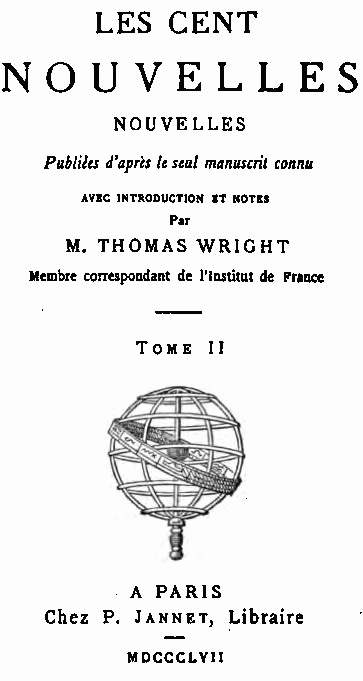 LES CENT
NOUVELLES
NOUVELLES
Publiées d'après le seul manuscrit connu
AVEC INTRODUCTION ET NOTES
Par
M. THOMAS WRIGHT
Membre correspondant de l'Institut de France
TOME II
A PARIS
Chez P. JANNET, Libraire
MDCCCLVII